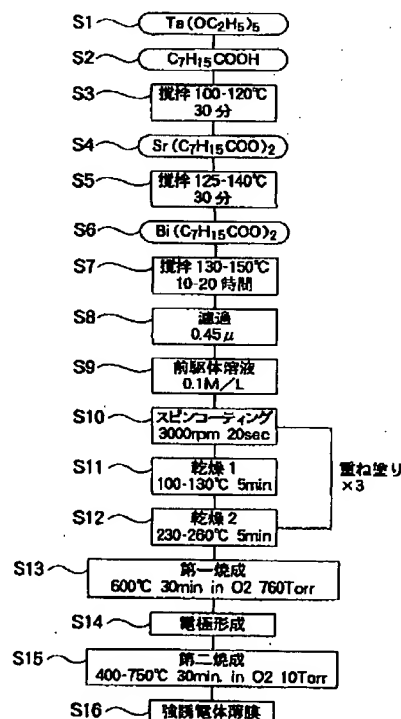 S1 Ta(OC2H5)5
S2 C7H15COOH
S3 撹拌 100-120℃
30分
S4 Sr(C7H15COO)2
S5 撹拌 125-140℃
30分
S6 Bi(C7H15COO)2
S7 撹拌 130-150℃
10-20時間
S8 濾過
0.45μ
S9 前駆体溶液
0.1M/L
S10 スピンコーティング
3000rpm 20sec
S11 乾燥1
100-130℃ 5min
重ね塗り
×3
S12 乾燥2
230-260℃ 5min
S13 第一焼成
600℃ 30min in O2 760Torr
S14 電極形成
S15 第二焼成
400-750℃ 30min. in O2 10Torr
S16 強誘電体薄膜